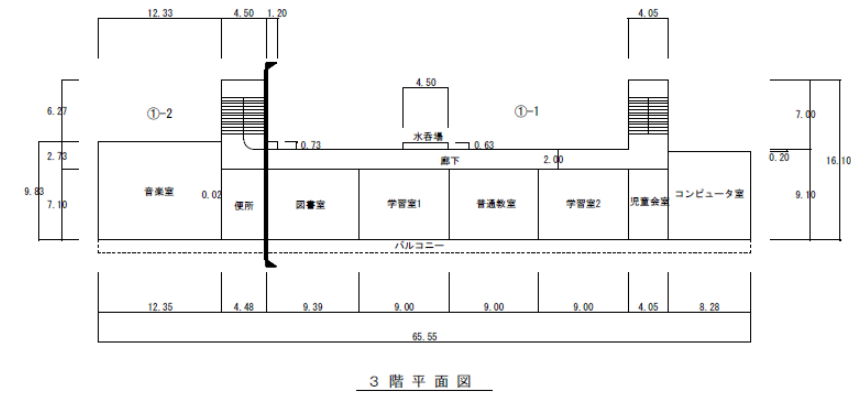 12.33 4.50 1.20 4.05
4.50
6.27 ①-2 ①-1 7.00
水呑場
0.73 0.63
2.73 廊下 2.00 0.20 16.10
9.83 音楽室 0.02 コンピュータ室
7.10 便所 図書室 学習室1 普通教室 学習室2 児童会室 9.10
バルコニー
12.35 4.48 9.39 9.00 9.00 9.00 4.05 8.28
65.55
3階平面図